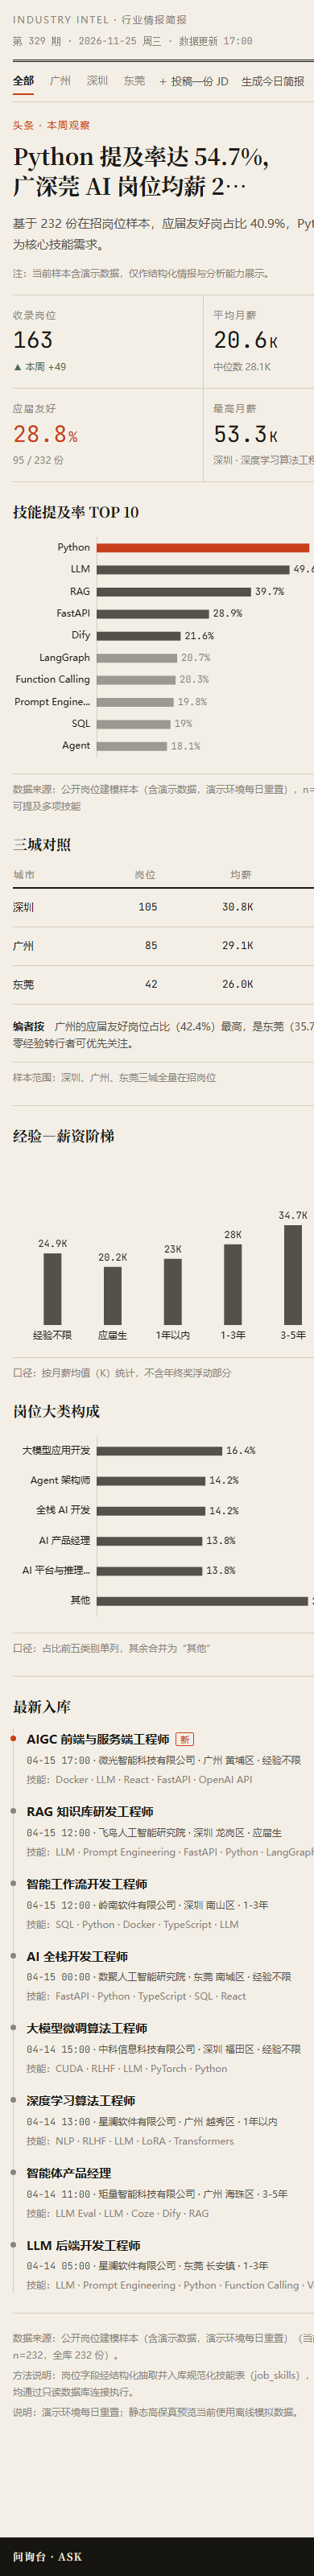 INDUSTRY INTEL · 行业情报简报
第 329 期 · 2026-11-25 周三 · 数据更新 17:00
全部 广州 深圳 东莞 + 投稿一份 JD 生成今日简报
头条 · 本周观察
Python 提及率达 54.7%,
广深莞 AI 岗位均薪 2…
基于 232 份在招岗位样本，应届友好岗占比 40.9%，Pyt
为核心技能需求。
注：当前样本含演示数据，仅作结构化情报与分析能力展示。
收录岗位 平均月薪
163 20.6K
▲ 本周 +49 中位数 28.1K
应届友好 最高月薪
28.8% 53.3K
95 / 232 份 深圳 · 深度学习算法工程
技能提及率 TOP 10
Python
LLM 49.6
RAG 39.7%
FastAPI 28.9%
Dify 21.6%
LangGraph 20.7%
Function Calling 20.3%
Prompt Engine... 19.8%
SQL 19%
Agent 18.1%
数据来源：公开岗位建模样本（含演示数据，演示环境每日重置），n=
可提及多项技能
三城对照
城市 岗位 均薪
深圳 105 30.8K
广州 85 29.1K
东莞 42 26.0K
编者按 广州的应届友好岗位占比（42.4%）最高，是东莞（35.7
零经验转行者可优先关注。
样本范围：深圳、广州、东莞三城全量在招岗位
经验—薪资阶梯
24.9K 20.2K 23K 28K 34.7K
经验不限 应届生 1年以内 1-3年 3-5年
口径：按月薪均值（K）统计，不含年终奖浮动部分
岗位大类构成
大模型应用开发 16.4%
Agent 架构师 14.2%
全栈 AI 开发 14.2%
AI 产品经理 13.8%
AI 平台与推理... 13.8%
其他
口径：占比前五类别单列，其余合并为“其他”
最新入库
AIGC 前端与服务端工程师 新
04-15 17:00 · 微光智能科技有限公司 · 广州 黄埔区 · 经验不限
技能：Docker · LLM · React · FastAPI · OpenAI API
RAG 知识库研发工程师
04-15 12:00 · 飞鸟人工智能研究院 · 深圳 龙岗区 · 应届生
技能：LLM · Prompt Engineering · FastAPI · Python · LangGraph
智能工作流开发工程师
04-15 12:00 · 岭南软件有限公司 · 深圳 南山区 · 1-3年
技能：SQL · Python · Docker · TypeScript · LLM
AI 全栈开发工程师
04-15 00:00 · 数聚人工智能研究院 · 东莞 南城区 · 经验不限
技能：FastAPI · Python · TypeScript · SQL · React
大模型微调算法工程师
04-14 15:00 · 中科信息科技有限公司 · 深圳 福田区 · 经验不限
技能：CUDA · RLHF · LLM · PyTorch · Python
深度学习算法工程师
04-14 13:00 · 星澜软件有限公司 · 广州 越秀区 · 1年以内
技能：NLP · RLHF · LLM · LoRA · Transformers
智能体产品经理
04-14 11:00 · 矩量智能科技有限公司 · 广州 海珠区 · 3-5年
技能：LLM Eval · LLM · Coze · Dify · RAG
LLM 后端开发工程师
04-14 05:00 · 星澜软件有限公司 · 东莞 长安镇 · 1-3年
技能：LLM · Prompt Engineering · Python · Function Calling · V
数据来源：公开岗位建模样本（含演示数据，演示环境每日重置）（当前
n=232，全库 232 份）。
方法说明：岗位字段经结构化抽取并入库规范化技能表（job_skills），
均通过只读数据库连接执行。
说明：演示环境每日重置；静态高保真预览当前使用离线模拟数据。
问询台 · ASK